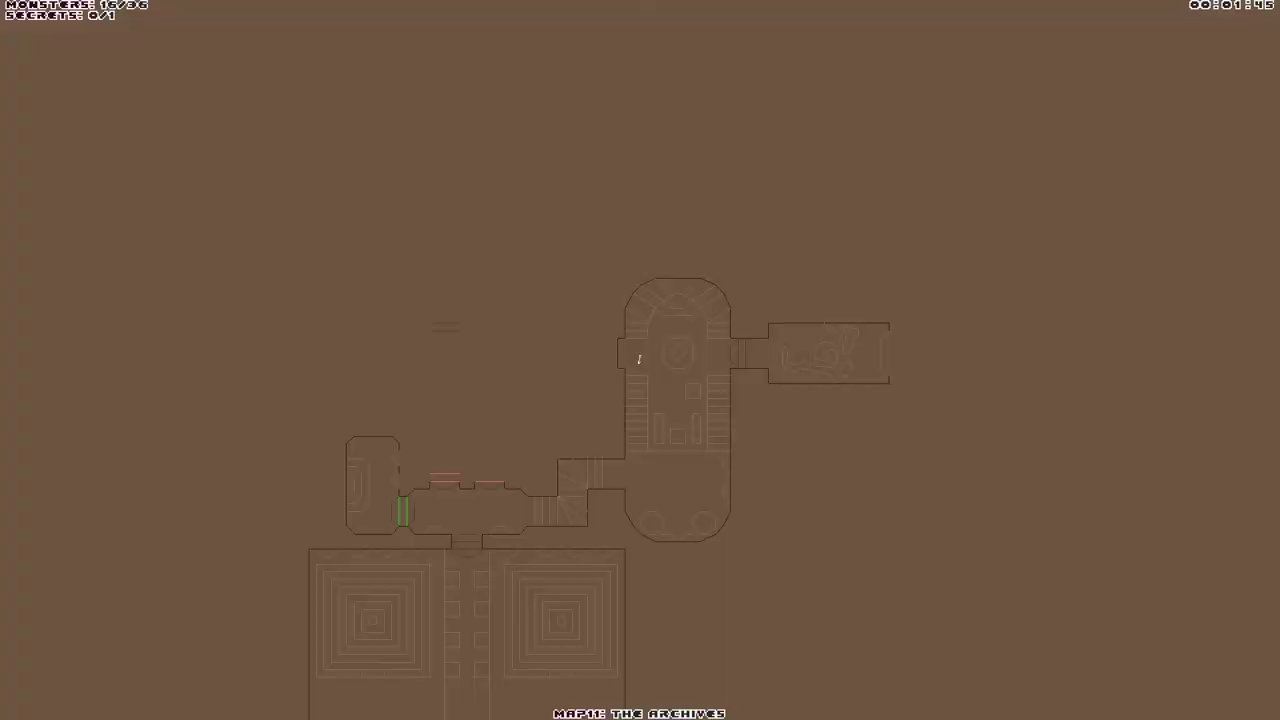 MONSTERS: 16/36
SECRETS: 0/1
00:01:45
MAP11: THE ARCHIVES